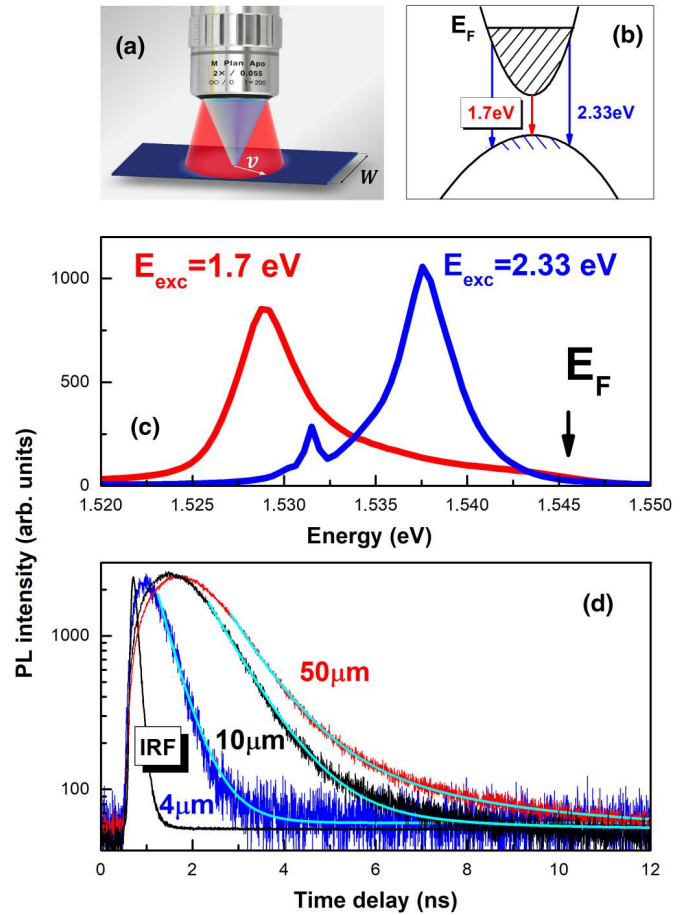 (a)
M Plan Apo
2X / 0.055
∞ / 0 f=200
v
W
(b)
E_F
1.7eV
2.33eV
1000
500
0
E_exc=1.7 eV
E_exc=2.33 eV
E_F
(c)
1.520 1.525 1.530 1.535 1.540 1.545 1.550
Energy (eV)
PL intensity (arb. units)
1000
100
(d)
50μm
10μm
IRF
4μm
0 2 4 6 8 10 12
Time delay (ns)